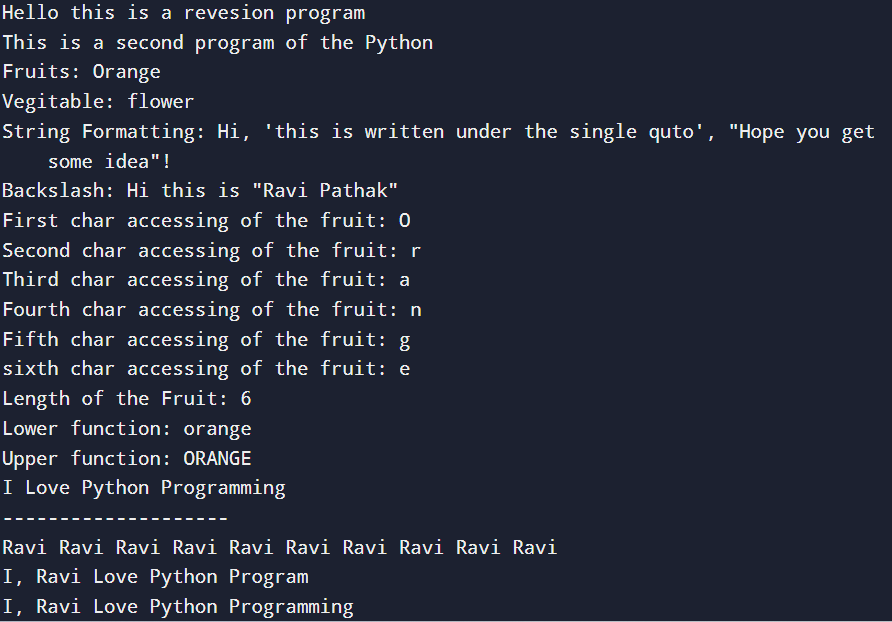 Hello this is a revesion program
This is a second program of the Python
Fruits: Orange
Vegitable: flower
String Formatting: Hi, 'this is written under the single quto', "Hope you get
some idea"!
Backslash: Hi this is "Ravi Pathak"
First char accessing of the fruit: O
Second char accessing of the fruit: r
Third char accessing of the fruit: a
Fourth char accessing of the fruit: n
Fifth char accessing of the fruit: g
sixth char accessing of the fruit: e
Length of the Fruit: 6
Lower function: orange
Upper function: ORANGE
I Love Python Programming
--------------------
Ravi Ravi Ravi Ravi Ravi Ravi Ravi Ravi Ravi Ravi
I, Ravi Love Python Program
I, Ravi Love Python Programming